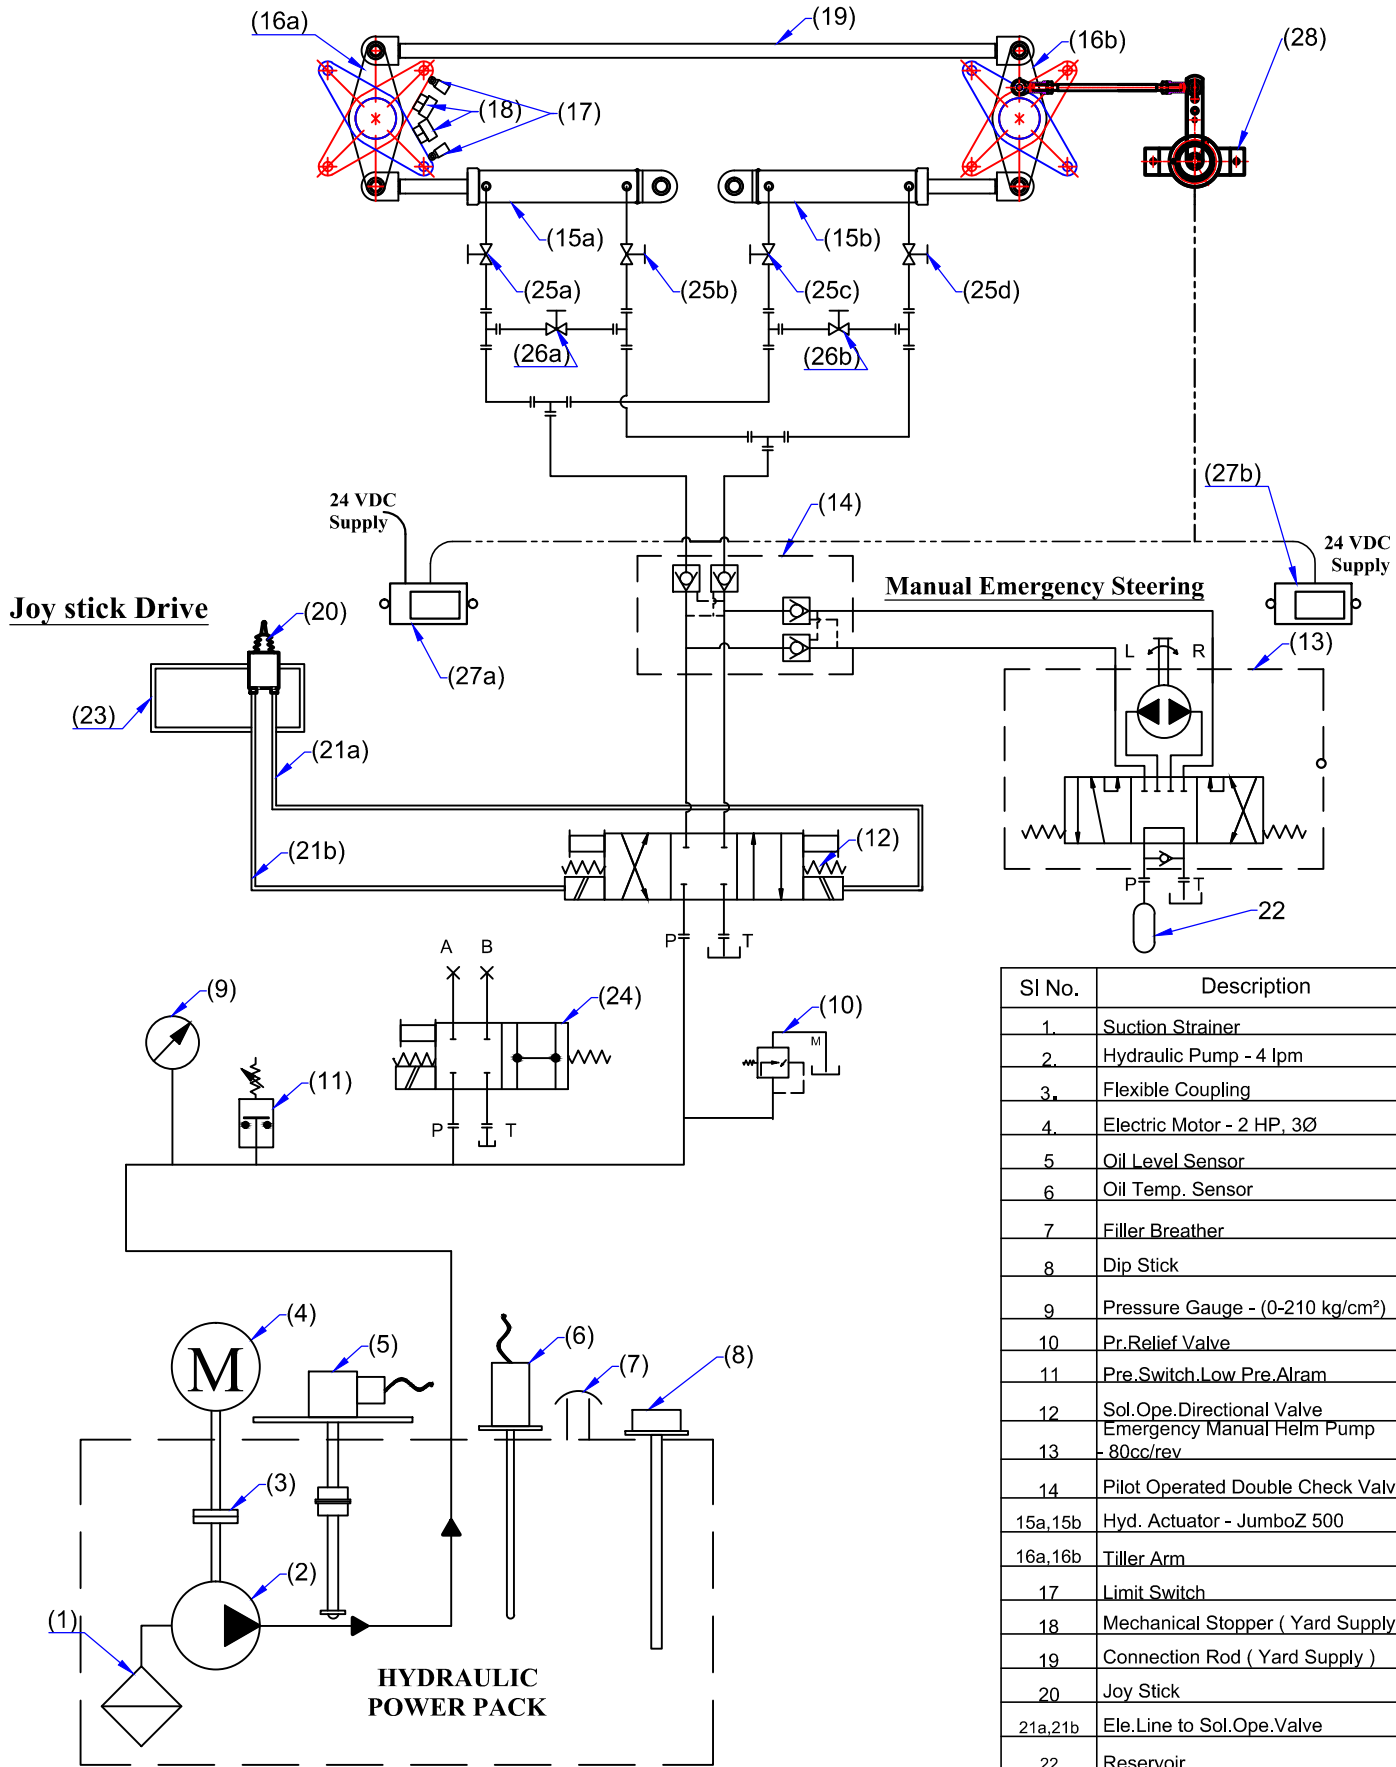 (16a)
(19)
(16b)
(28)
(18)
(17)
(15a)
(15b)
(25a)
(25b)
(25c)
(25d)
(26a)
(26b)
(27b)
24 VDC
Supply
(14)
24 VDC
Supply
Manual Emergency Steering
Joy stick Drive
(20)
(13)
L
R
(27a)
(23)
(21a)
(21b)
(12)
P
T
22
P
T
A
B
(9)
(24)
(10)
M
(11)
P
T
(4)
M
(5)
(6)
(7)
(8)
(3)
(2)
(1)
HYDRAULIC
POWER PACK
Sl No. Description
1. Suction Strainer
2. Hydraulic Pump - 4 lpm
3. Flexible Coupling
4. Electric Motor - 2 HP, 3Ø
5 Oil Level Sensor
6 Oil Temp. Sensor
7 Filler Breather
8 Dip Stick
9 Pressure Gauge - (0-210 kg/cm²)
10 Pr.Relief Valve
11 Pre.Switch.Low Pre.Alram
12 Sol.Ope.Directional Valve
13 Emergency Manual Helm Pump
- 80cc/rev
14 Pilot Operated Double Check Valv
15a,15b Hyd. Actuator - JumboZ 500
16a,16b Tiller Arm
17 Limit Switch
18 Mechanical Stopper ( Yard Supply
19 Connection Rod ( Yard Supply )
20 Joy Stick
21a,21b Ele.Line to Sol.Ope.Valve
22 Reservoir